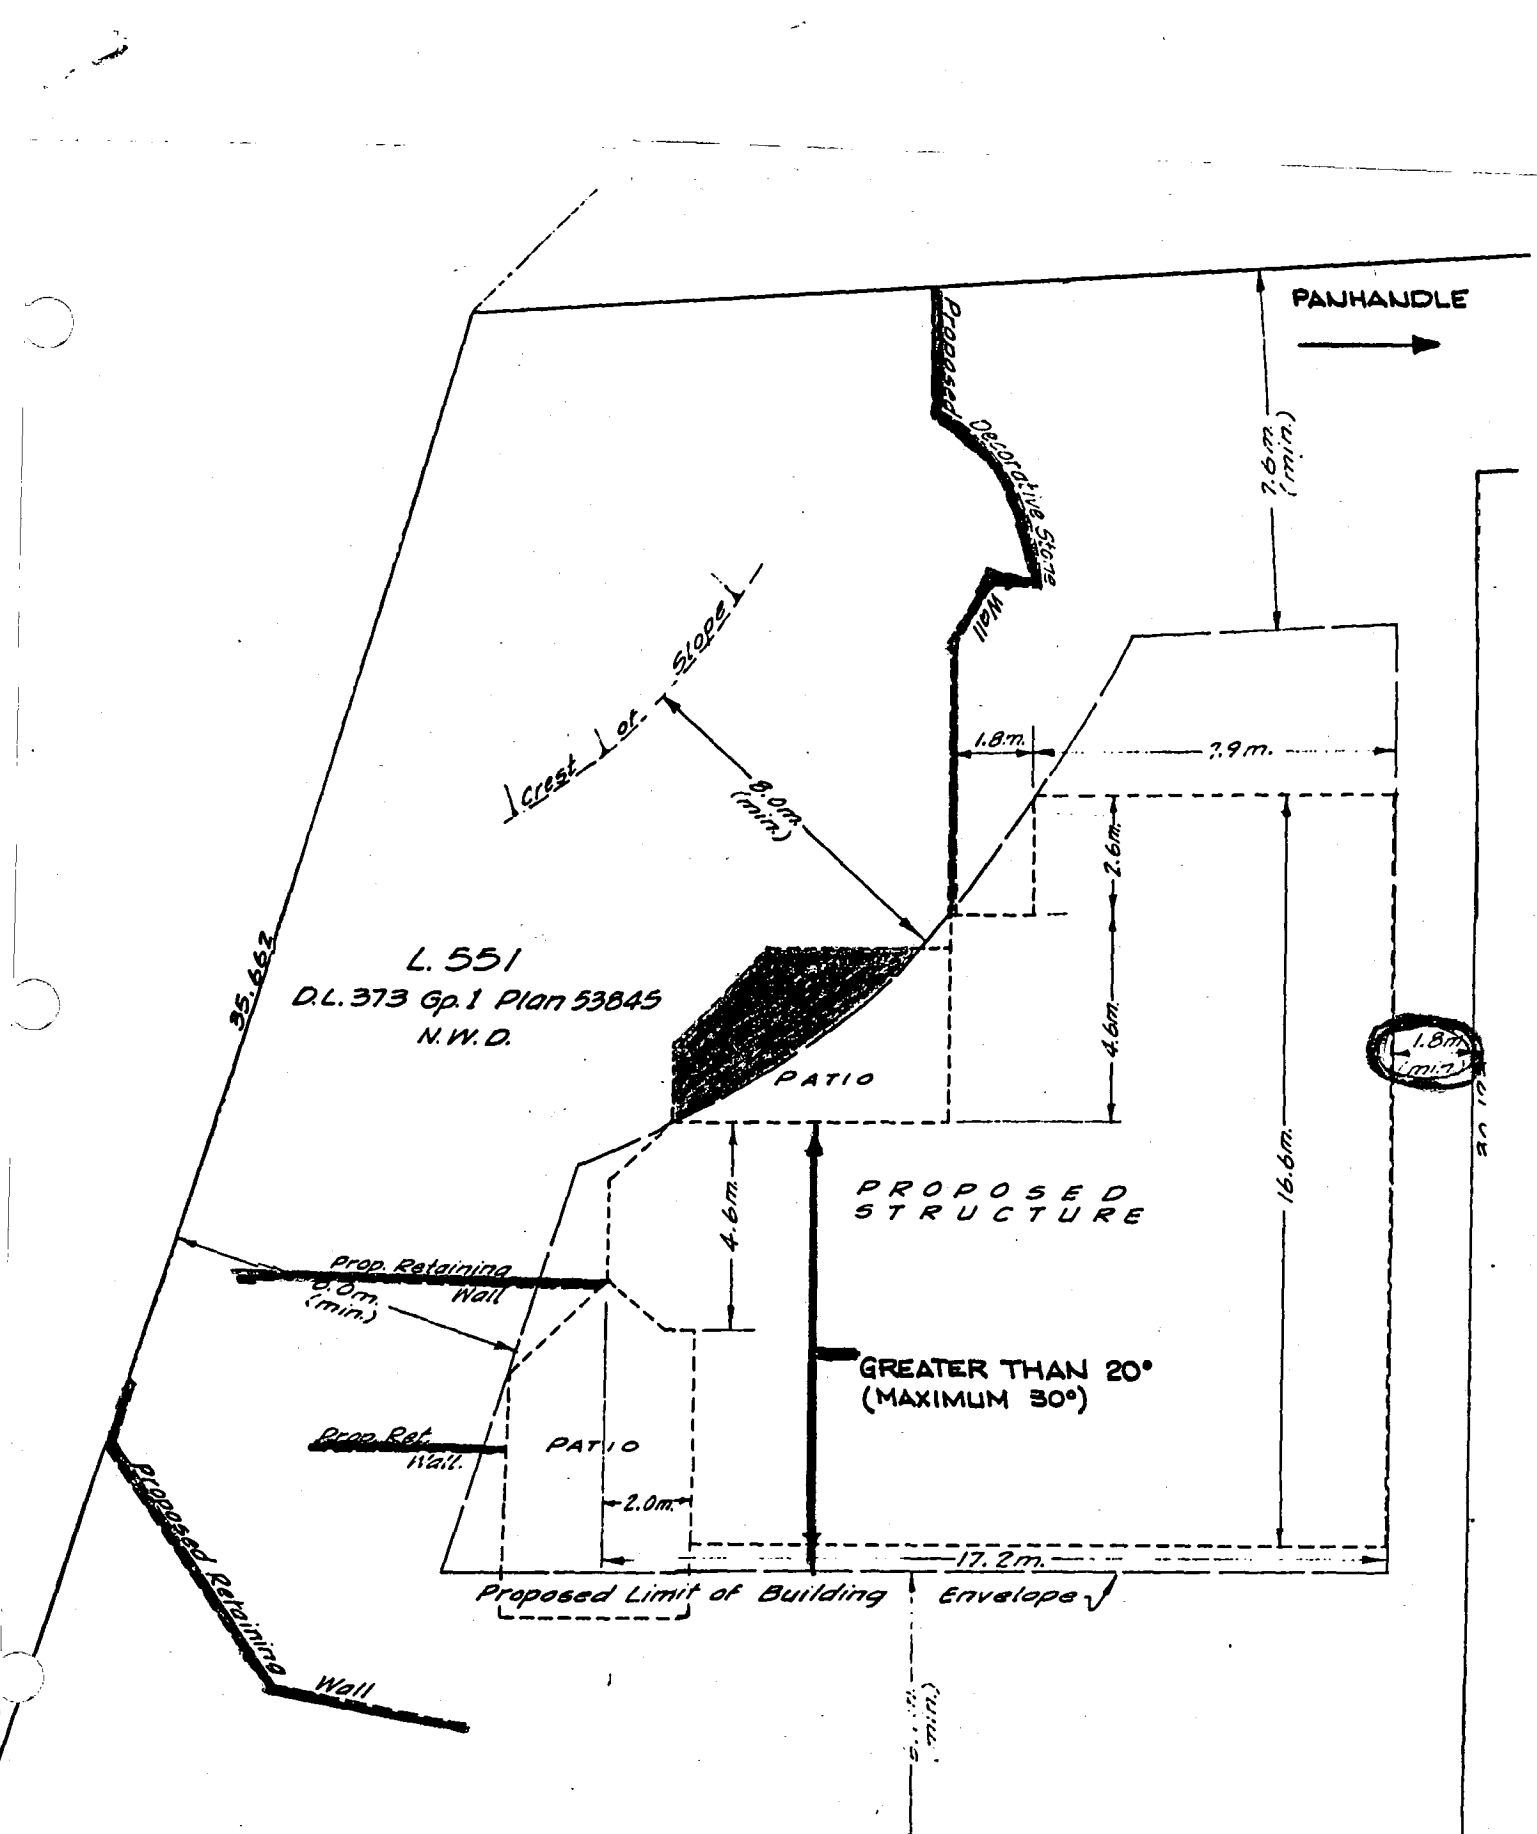 PANHANDLE
Proposed
Decorative Stone
Wall
7.6m.
(min.)
Slope
of
Crest
1.8m.
7.9m.
8.0m.
(min.)
2.6m.
L. 551
D.L. 373 Gp. 1 Plan 53845
N.W.D.
35.662
4.6m.
1.8m
(min.)
PATIO
16.6m.
PROPOSED
STRUCTURE
4.6m.
Prop. Retaining
Wall
(min.)
GREATER THAN 20°
(MAXIMUM 30°)
Prop. Ret.
Wall.
PATIO
2.0m.
17.2m.
Proposed Limit of Building Envelope
Proposed Retaining
Wall
(min.)